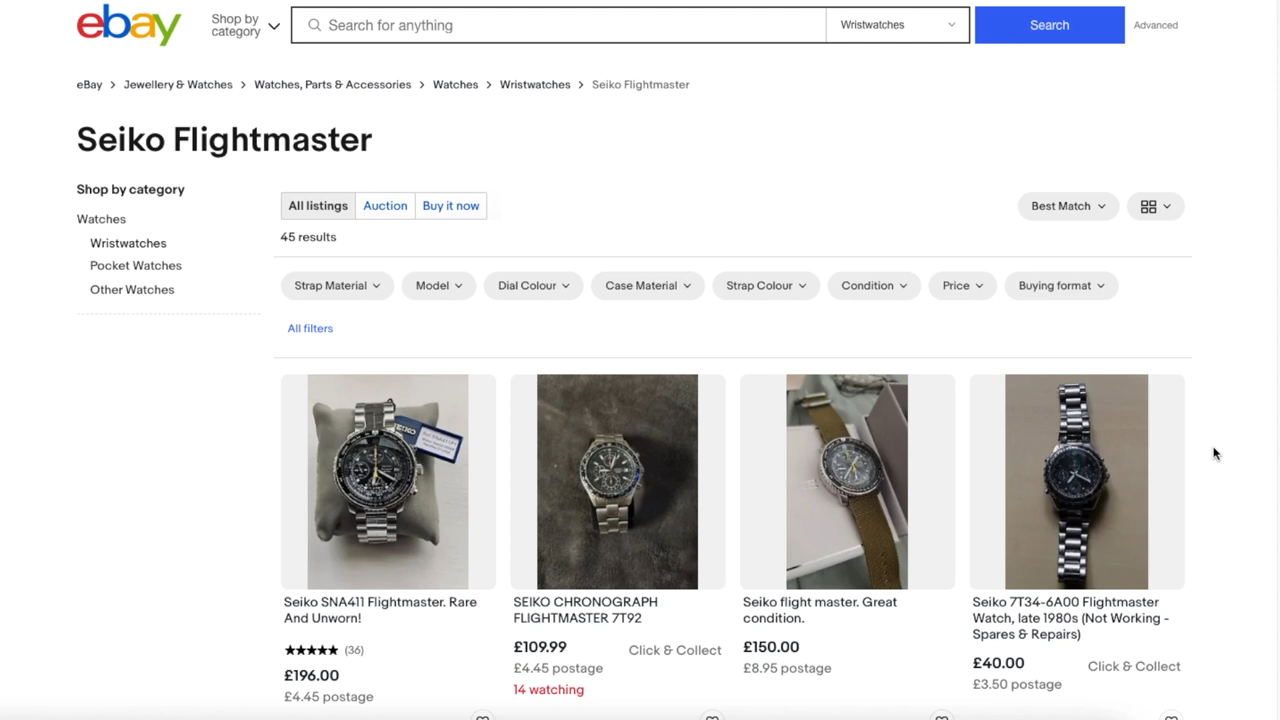 ebay
Shop by
category
Search for anything
Wristwatches
Search
Advanced
eBay
Jewellery & Watches
Watches, Parts & Accessories
Watches
Wristwatches
Seiko Flightmaster
Seiko Flightmaster
Shop by category
Watches
Wristwatches
Pocket Watches
Other Watches
All listings
Auction
Buy it now
Best Match
45 results
Strap Material
Model
Dial Colour
Case Material
Strap Colour
Condition
Price
Buying format
All filters
SEIKO
Seiko SNA411 Flightmaster. Rare
And Unworn!
(36)
£196.00
£4.45 postage
SEIKO CHRONOGRAPH
FLIGHTMASTER 7T92
£109.99
Click & Collect
£4.45 postage
14 watching
Seiko flight master. Great
condition.
£150.00
£8.95 postage
Seiko 7T34-6A00 Flightmaster
Watch, late 1980s (Not Working -
Spares & Repairs)
£40.00
Click & Collect
£3.50 postage